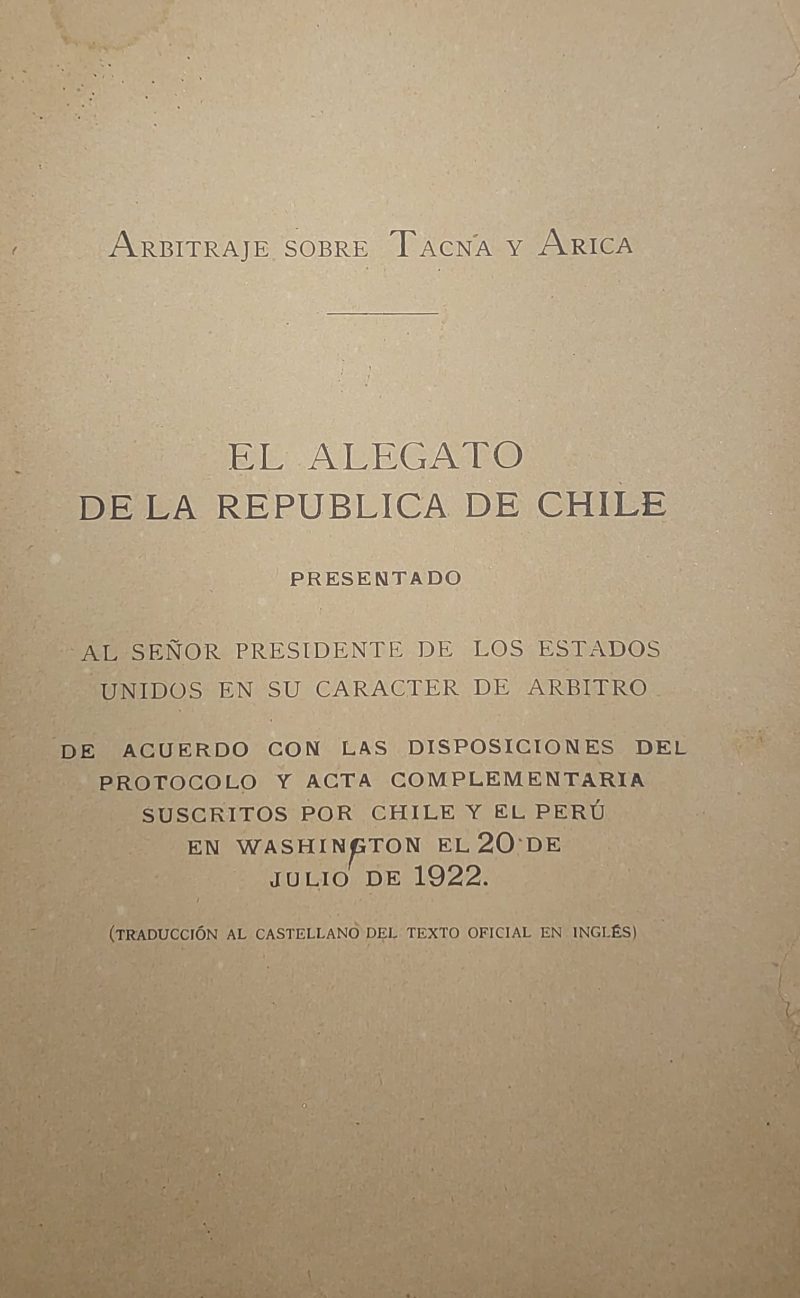 ARBITRAJE SOBRE TACNA Y ARICA
EL ALEGATO
DE LA REPUBLICA DE CHILE
PRESENTADO
AL SEÑOR PRESIDENTE DE LOS ESTADOS
UNIDOS EN SU CARACTER DE ARBITRO
DE ACUERDO CON LAS DISPOSICIONES DEL
PROTOCOLO Y ACTA COMPLEMENTARIA
SUSCRITOS POR CHILE Y EL PERÚ
EN WASHINGTON EL 20 DE
JULIO DE 1922.
(TRADUCCIÓN AL CASTELLANO DEL TEXTO OFICIAL EN INGLÉS)